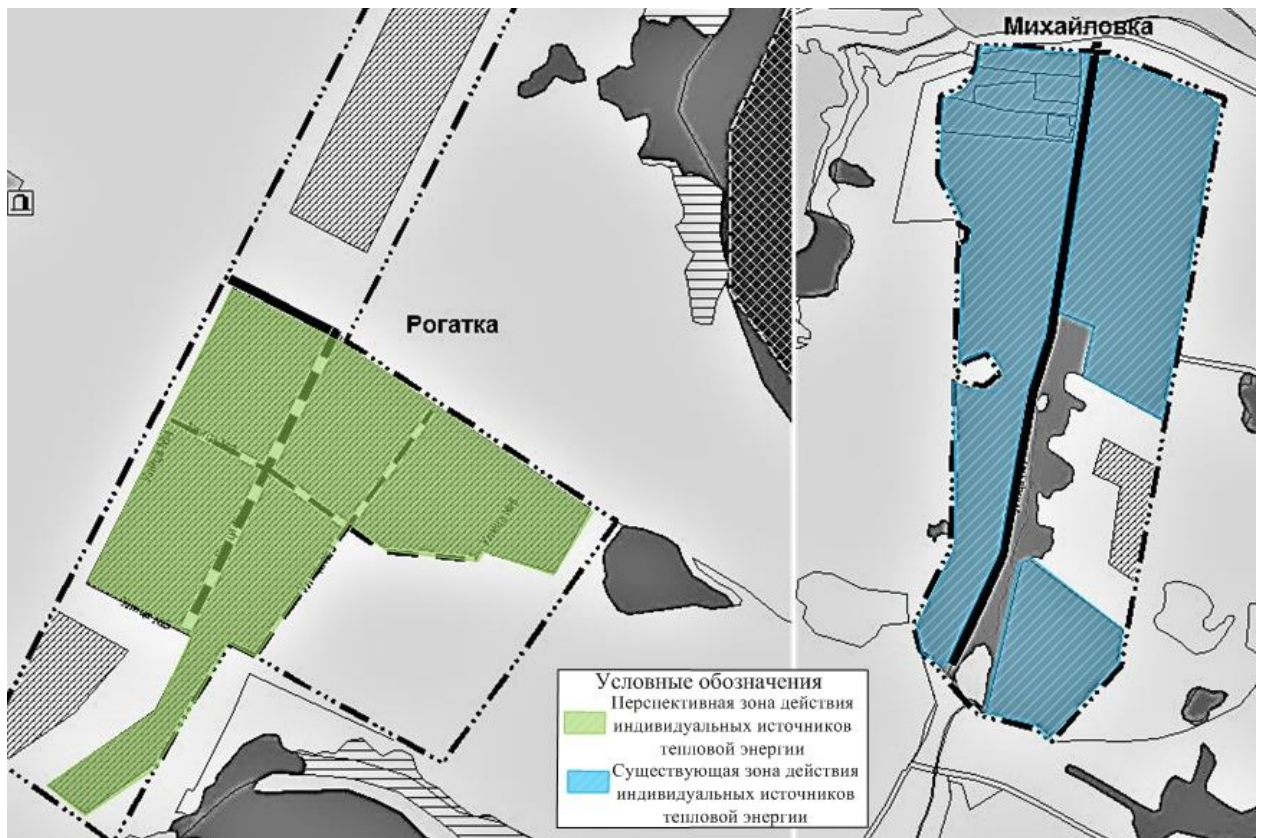 Михайловка
Рогатка
Условные обозначения
Перспективная зона действия
индивидуальных источников
тепловой энергии
Существующая зона действия
индивидуальных источников
тепловой энергии